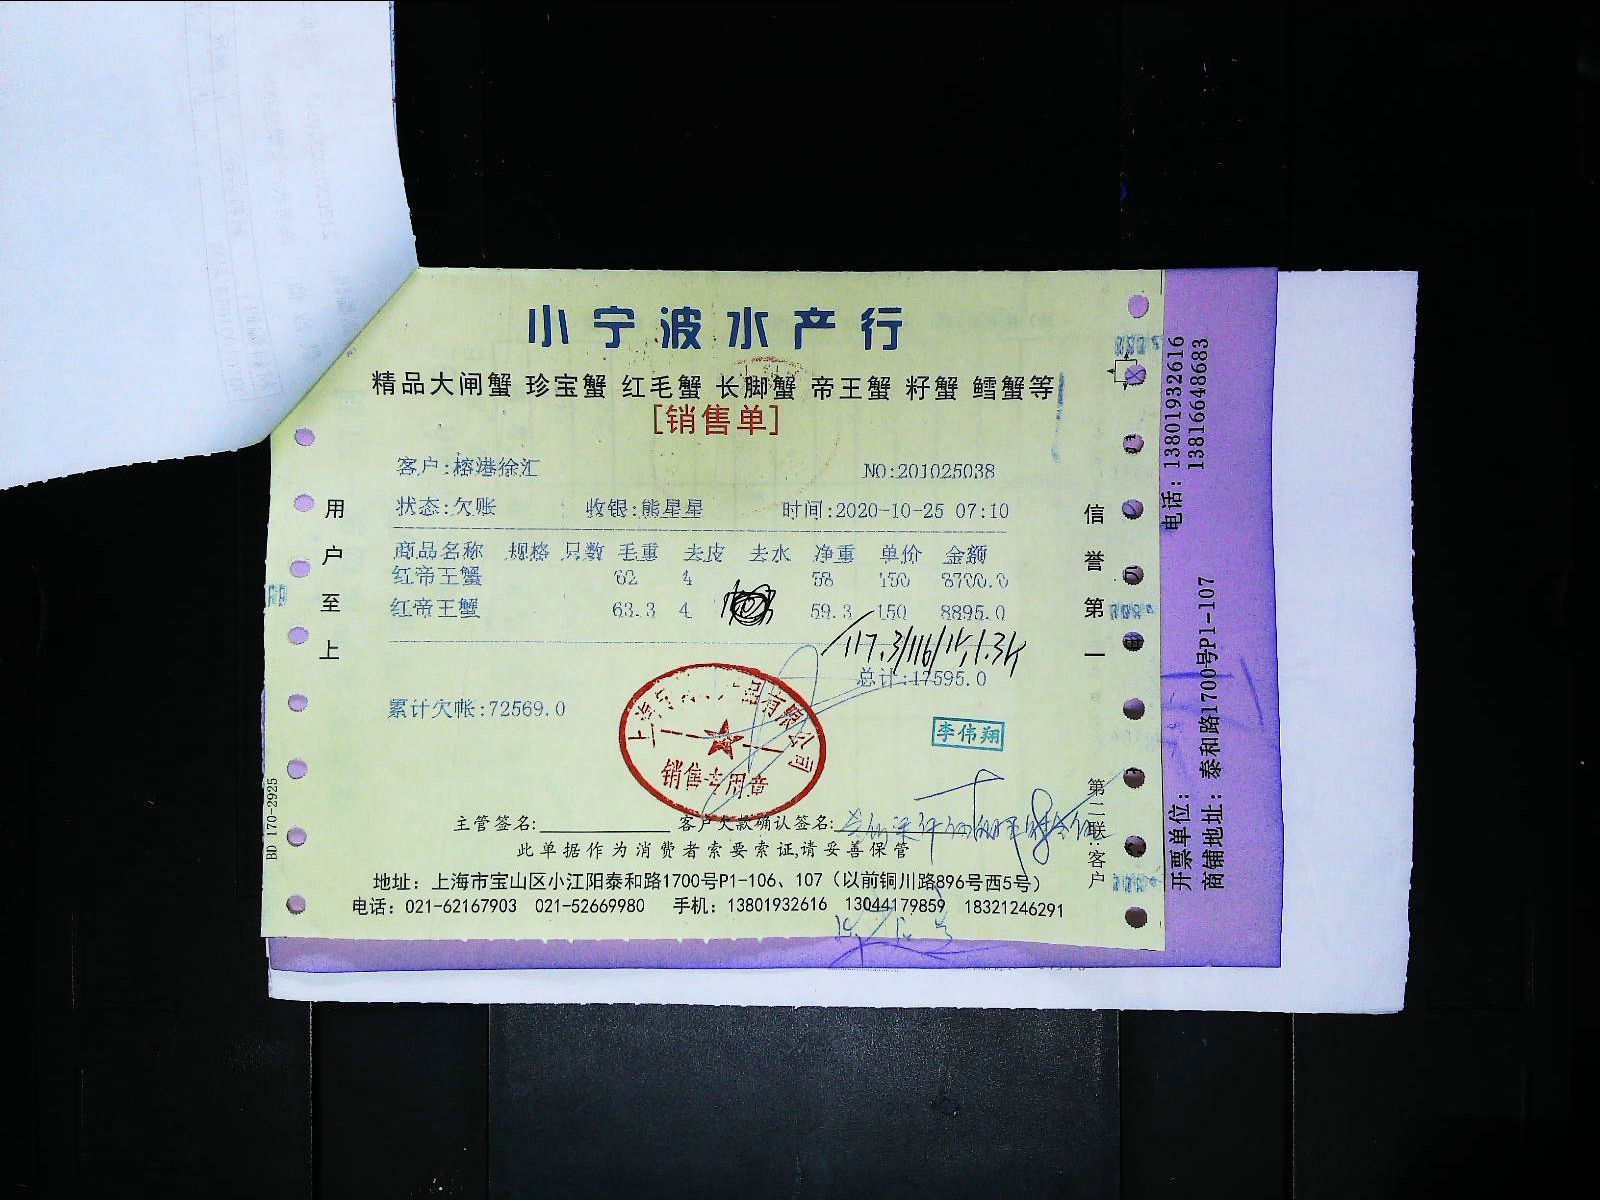 小宁波水产行
精品大闸蟹 珍宝蟹 红毛蟹 长脚蟹 帝王蟹 籽蟹 鳕蟹等
[销售单]
客户:榕港徐汇 NO:201025038
状态:欠账 收银:熊星星 时间:2020-10-25 07:10
商品名称 规格 只数 毛重 去皮 去水 净重 单价 金额
红帝王蟹 62 4 58 150 8700.0
红帝王蟹 63.3 4 59.3 150 8895.0
117.3/116/1x,1.3x
总计:17595.0
累计欠帐:72569.0
李伟翔
销售专用章
主管签名: 客户欠款确认签名:
此单据作为消费者索要索证,请妥善保管
地址：上海市宝山区小江阳泰和路1700号P1-106、107（以前铜川路896号西5号）
电话：021-62167903 021-52669980 手机：13801932616 13044179859 18321246291
用户至上
信誉第一
第二联:客户
BD 170-2925
开票单位： 电话：13801932616
13816648683
商铺地址：泰和路1700号P1-107